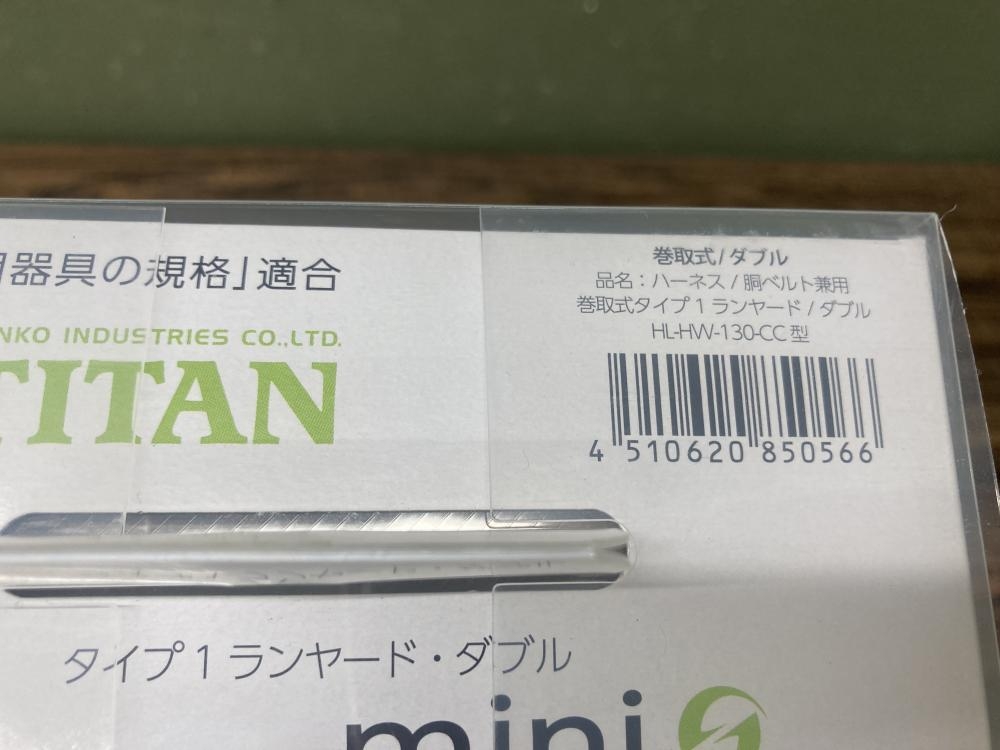 器具の規格」適合
NKO INDUSTRIES CO.,LTD.
TITAN
巻取式/ダブル
品名：ハーネス/胴ベルト兼用
巻取式タイプ1ランヤード/ダブル
HL-HW-130-CC型
4 510620 850566
タイプ1ランヤード・ダブル
mini